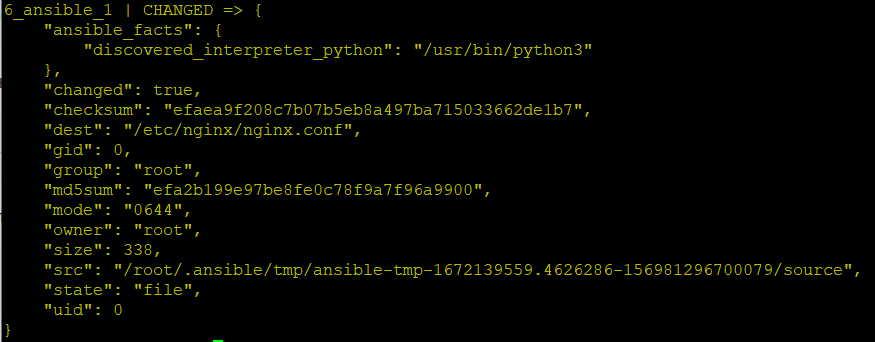 6_ansible_1 | CHANGED => {
    "ansible_facts": {
        "discovered_interpreter_python": "/usr/bin/python3"
    },
    "changed": true,
    "checksum": "efaea9f208c7b07b5eb8a497ba715033662de1b7",
    "dest": "/etc/nginx/nginx.conf",
    "gid": 0,
    "group": "root",
    "md5sum": "efa2b199e97be8fe0c78f9a7f96a9900",
    "mode": "0644",
    "owner": "root",
    "size": 338,
    "src": "/root/.ansible/tmp/ansible-tmp-1672139559.4626286-156981296700079/source",
    "state": "file",
    "uid": 0
}